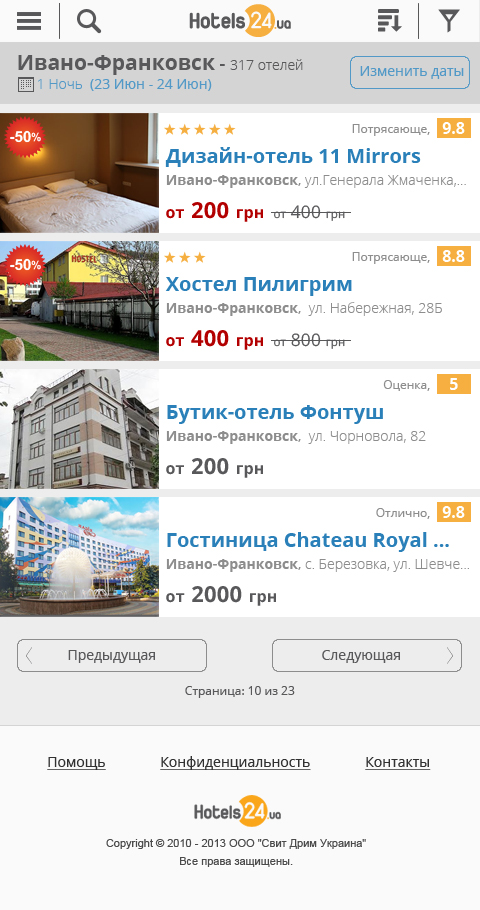 Hotels24.ua
Ивано-Франковск - 317 отелей
1 Ночь (23 Июн - 24 Июн)
Изменить даты
-50%
Потрясающе, 9.8
Дизайн-отель 11 Mirrors
Ивано-Франковск, ул.Генерала Жмаченка,...
от 200 грн от 400 грн
-50%
HOSTEL
Потрясающе, 8.8
Хостел Пилигрим
Ивано-Франковск, ул. Набережная, 28Б
от 400 грн от 800 грн
Оценка, 5
Бутик-отель Фонтуш
Ивано-Франковск, ул. Чорновола, 82
от 200 грн
Отлично, 9.8
Гостиница Chateau Royal ...
Ивано-Франковск, с. Березовка, ул. Шевче...
от 2000 грн
Предыдущая
Следующая
Страница: 10 из 23
Помощь
Конфиденциальность
Контакты
Hotels24.ua
Copyright © 2010 - 2013 ООО "Свит Дрим Украина"
Все права защищены.